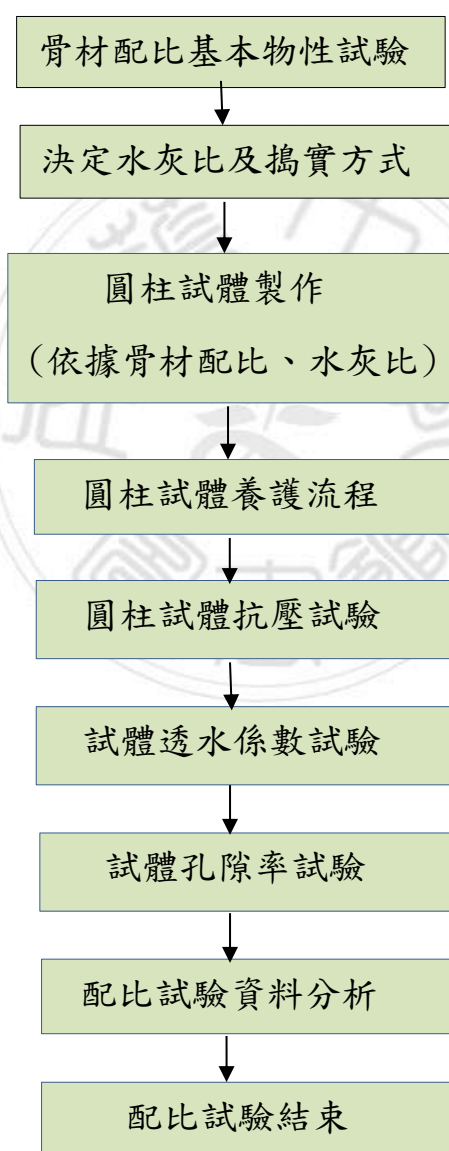 骨材配比基本物性試驗
決定水灰比及搗實方式
圓柱試體製作
(依據骨材配比、水灰比)
圓柱試體養護流程
圓柱試體抗壓試驗
試體透水係數試驗
試體孔隙率試驗
配比試驗資料分析
配比試驗結束